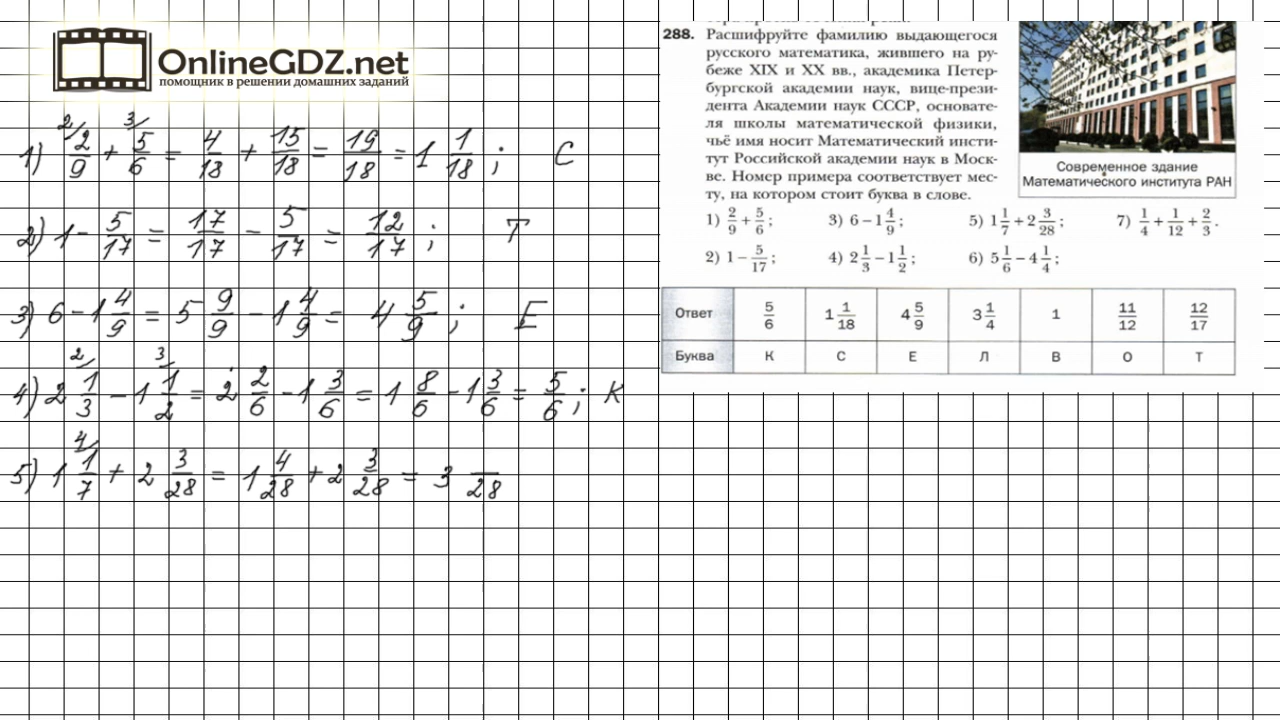 OnlineGDZ.net
помощник в решении домашних заданий
1) 2/ 2/9 + 3/ 5/6 = 4/18 + 15/18 = 19/18 = 1 1/18 ; С
2) 1 - 5/17 = 17/17 - 5/17 = 12/17 ; Т
3) 6 - 1 4/9 = 5 9/9 - 1 4/9 = 4 5/9 ; Е
4) 2 2/ 1/3 - 1 3/ 1/2 = 2 2/6 - 1 3/6 = 1 8/6 - 1 3/6 = 5/6 ; К
5) 1 4/ 1/7 + 2 3/28 = 1 4/28 + 2 3/28 = 3 /28
288. Расшифруйте фамилию выдающегося
русского математика, жившего на ру-
беже XIX и XX вв., академика Петер-
бургской академии наук, вице-прези-
дента Академии наук СССР, основате-
ля школы математической физики,
чьё имя носит Математический инсти-
тут Российской академии наук в Моск-
ве. Номер примера соответствует мес-
ту, на котором стоит буква в слове.
Современное здание
Математического института РАН
1) 2/9 + 5/6 ; 3) 6 - 1 4/9 ; 5) 1 1/7 + 2 3/28 ; 7) 1/4 + 1/12 + 2/3 .
2) 1 - 5/17 ; 4) 2 1/3 - 1 1/2 ; 6) 5 1/6 - 4 1/4 ;
Ответ 5/6 1 1/18 4 5/9 3 1/4 1 11/12 12/17
Буква К С Е Л В О Т